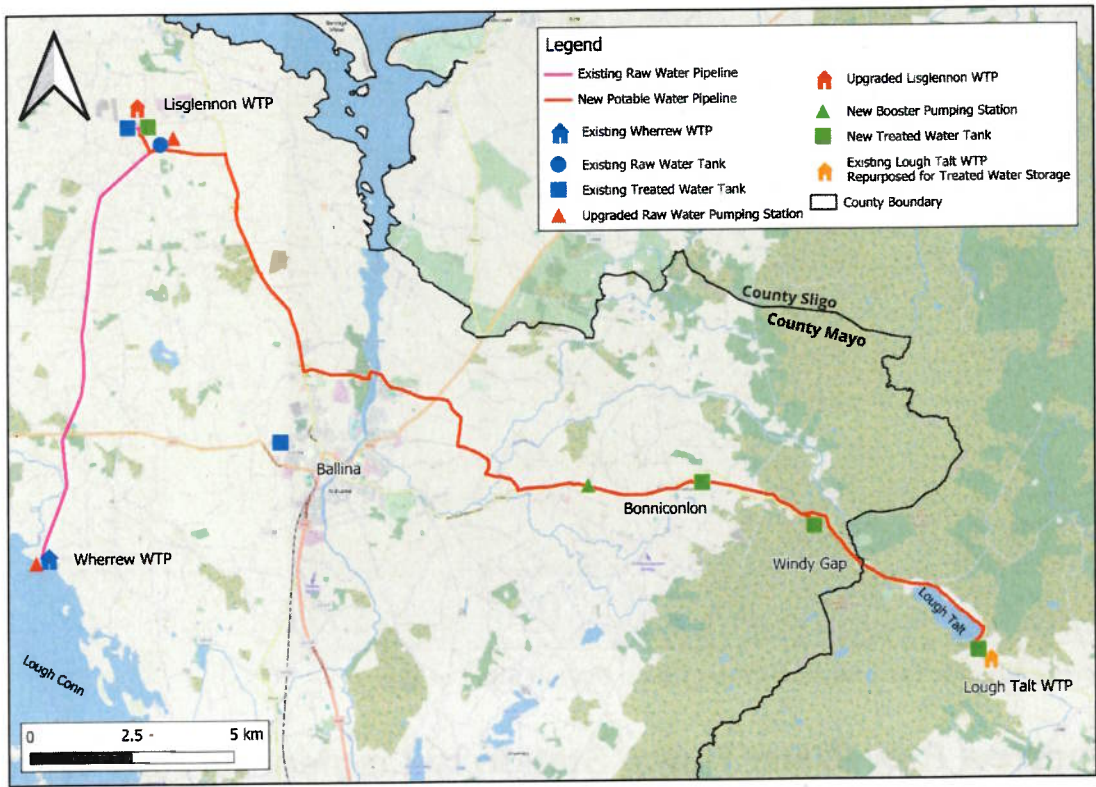 Legend
Existing Raw Water Pipeline
New Potable Water Pipeline
Existing Wherrew WTP
Existing Raw Water Tank
Existing Treated Water Tank
Upgraded Raw Water Pumping Station
Upgraded Lisglennon WTP
New Booster Pumping Station
New Treated Water Tank
Existing Lough Talt WTP
Repurposed for Treated Water Storage
County Boundary
Lisglennon WTP
County Sligo
County Mayo
Ballina
Bonniconlon
Wherrew WTP
Windy Gap
Lough Talt
Lough Conn
Lough Talt WTP
0 2.5 - 5 km